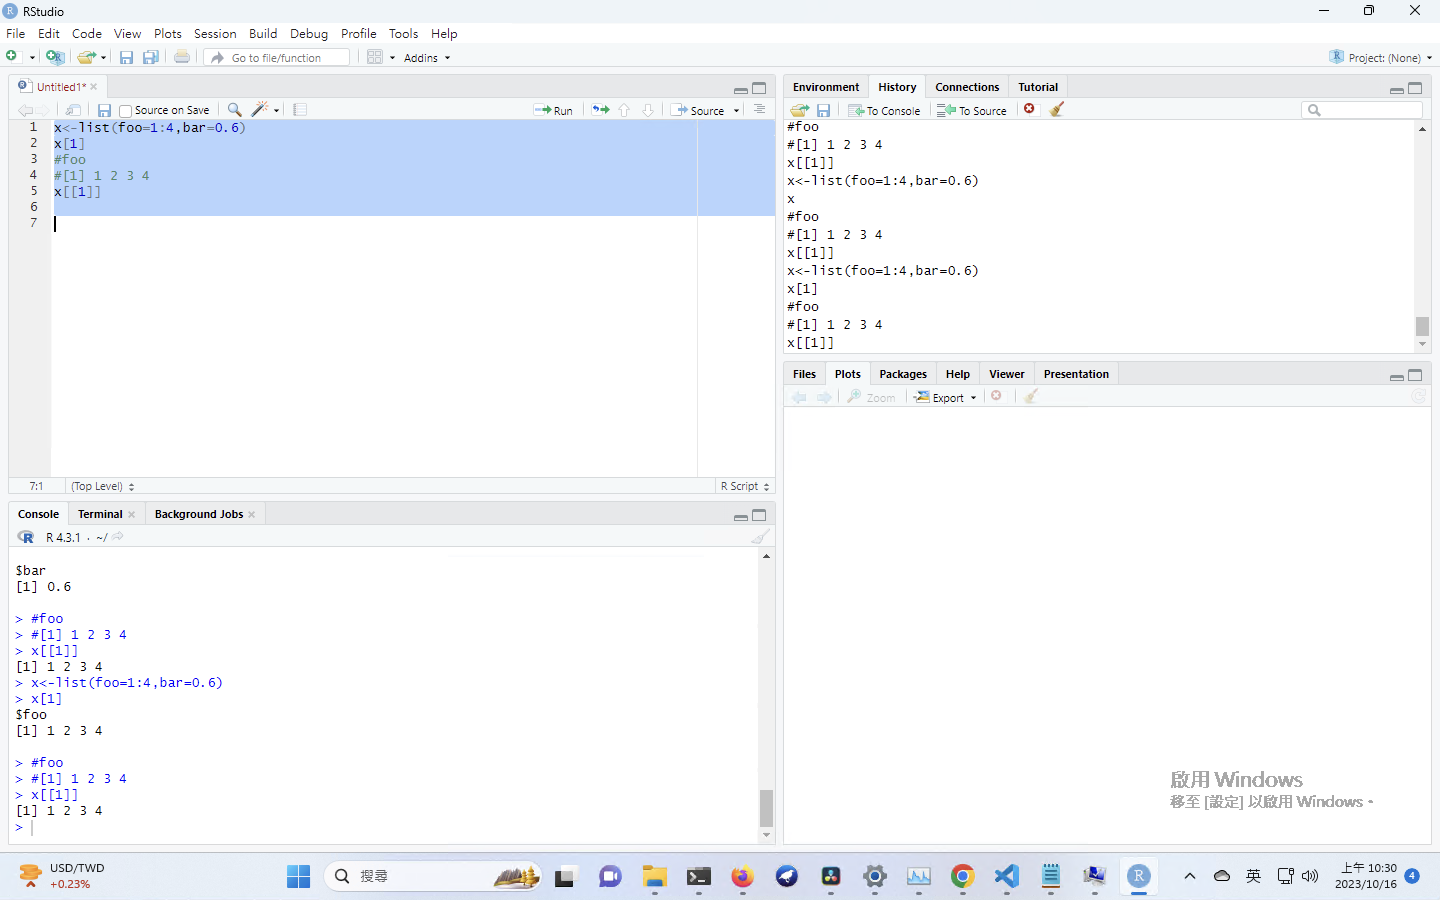 RStudio
File Edit Code View Plots Session Build Debug Profile Tools Help
Go to file/function Addins Project: (None)
Untitled1*
Source on Save Run Source
1 x<-list(foo=1:4,bar=0.6)
2 x[1]
3 #foo
4 #[1] 1 2 3 4
5 x[[1]]
6
7
7:1 (Top Level) R Script
Console Terminal Background Jobs
R 4.3.1 · ~/
$bar
[1] 0.6
> #foo
> #[1] 1 2 3 4
> x[[1]]
[1] 1 2 3 4
> x<-list(foo=1:4,bar=0.6)
> x[1]
$foo
[1] 1 2 3 4
> #foo
> #[1] 1 2 3 4
> x[[1]]
[1] 1 2 3 4
>
Environment History Connections Tutorial
To Console To Source
#foo
#[1] 1 2 3 4
x[[1]]
x<-list(foo=1:4,bar=0.6)
x
#foo
#[1] 1 2 3 4
x[[1]]
x<-list(foo=1:4,bar=0.6)
x[1]
#foo
#[1] 1 2 3 4
x[[1]]
Files Plots Packages Help Viewer Presentation
Zoom Export
啟用 Windows
移至 [設定] 以啟用 Windows。
USD/TWD
+0.23%
搜尋
英
上午 10:30
2023/10/16
4